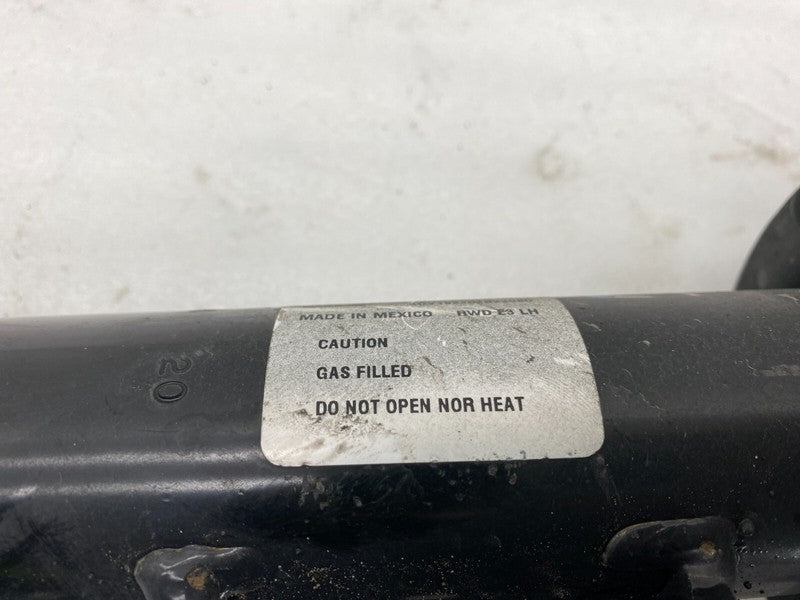 MADE IN MEXICO RWD E3 LH
CAUTION
GAS FILLED
DO NOT OPEN NOR HEAT
20